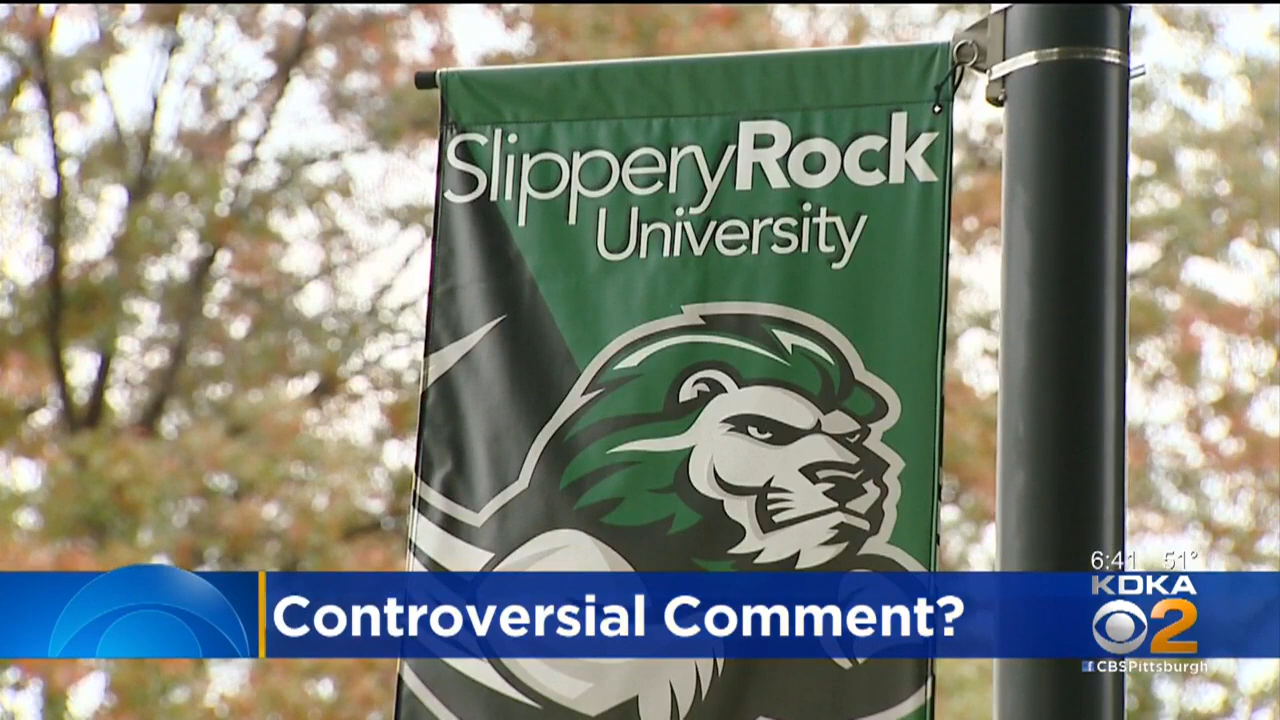 SlipperyRock
University
6:41 51°
KDKA
2
Controversial Comment?
f CBSPittsburgh